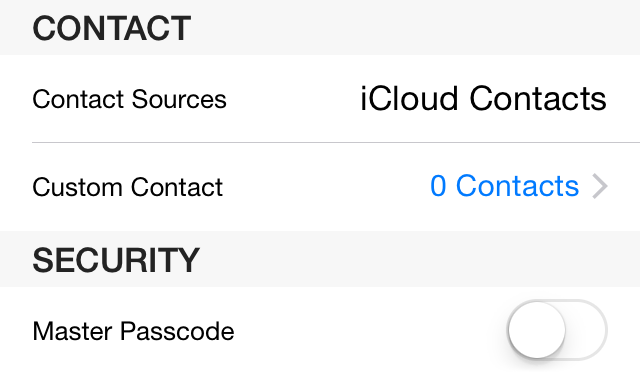 CONTACT
Contact Sources iCloud Contacts
Custom Contact 0 Contacts
SECURITY
Master Passcode